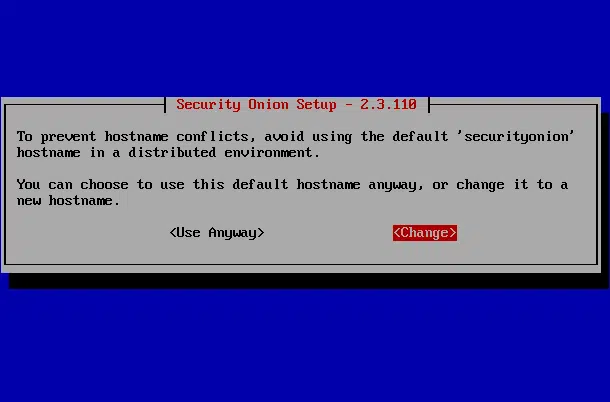 Security Onion Setup - 2.3.110
To prevent hostname conflicts, avoid using the default 'securityonion'
hostname in a distributed environment.
You can choose to use this default hostname anyway, or change it to a
new hostname.
<Use Anyway> <Change>